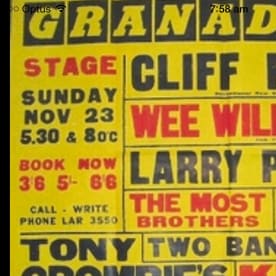 Optus 7:58 am
GRANAD
STAGE
SUNDAY
NOV 23
5.30 & 8 O'C
BOOK NOW
3'6 5'- 6'6
CALL - WRITE
PHONE LAR 3550
CLIFF
WEE WIL
LARRY P
THE MOST
BROTHERS
TONY TWO BAN
CROMBIE'S